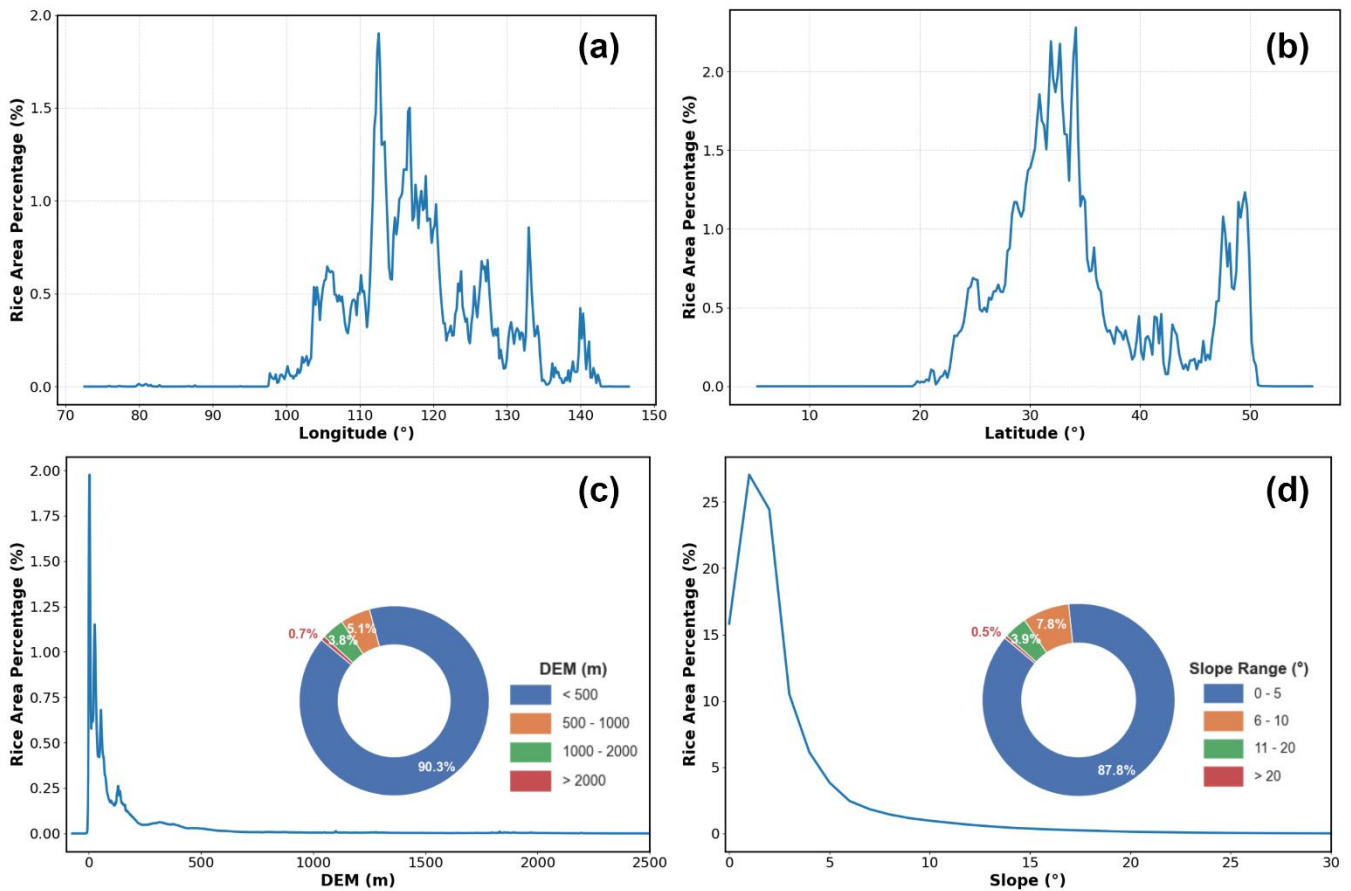 (a)
Rice Area Percentage (%)
2.0
1.5
1.0
0.5
0.0
70 80 90 100 110 120 130 140 150
Longitude (°)
(b)
Rice Area Percentage (%)
2.0
1.5
1.0
0.5
0.0
10 20 30 40 50
Latitude (°)
(c)
Rice Area Percentage (%)
2.00
1.75
1.50
1.25
1.00
0.75
0.50
0.25
0.00
0 500 1000 1500 2000 2500
DEM (m)
0.7%
3.8%
5.1%
90.3%
DEM (m)
< 500
500 - 1000
1000 - 2000
> 2000
(d)
Rice Area Percentage (%)
25
20
15
10
5
0
0 5 10 15 20 25 30
Slope (°)
0.5%
3.9%
7.8%
87.8%
Slope Range (°)
0 - 5
6 - 10
11 - 20
> 20